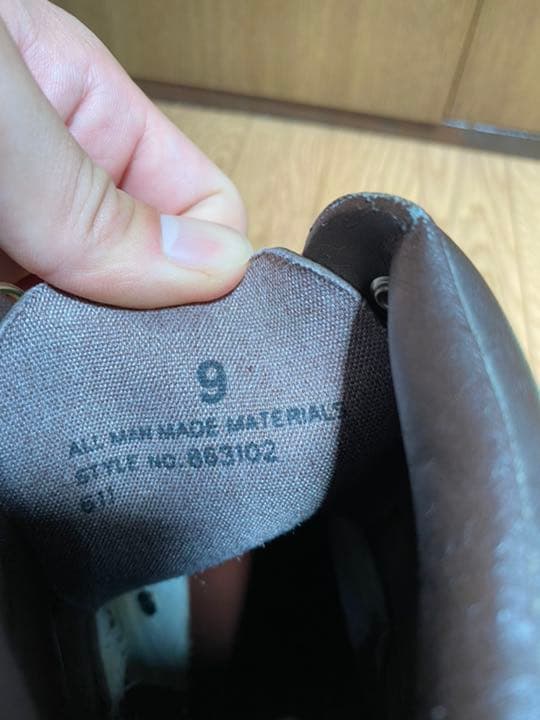 9
ALL MAN MADE MATERIALS
STYLE NO. 863102
611